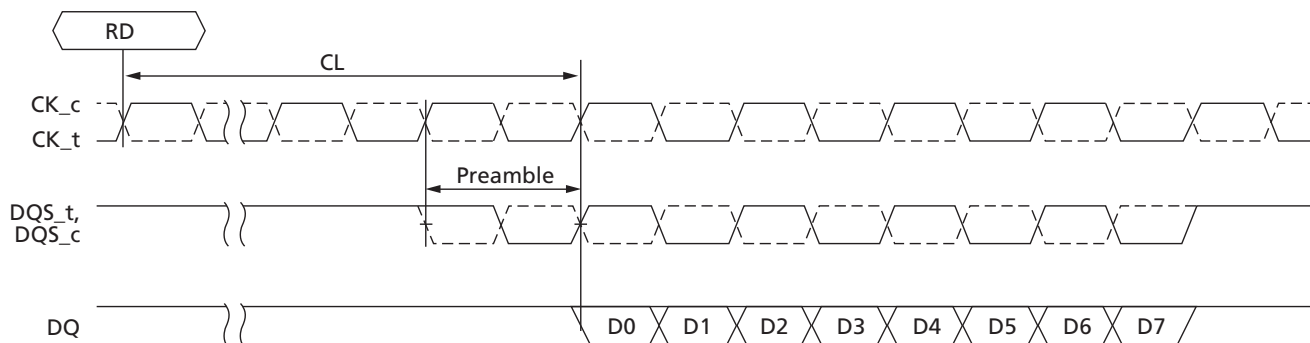 RD
CL
CK_c
CK_t
Preamble
DQS_t,
DQS_c
DQ
D0 D1 D2 D3 D4 D5 D6 D7